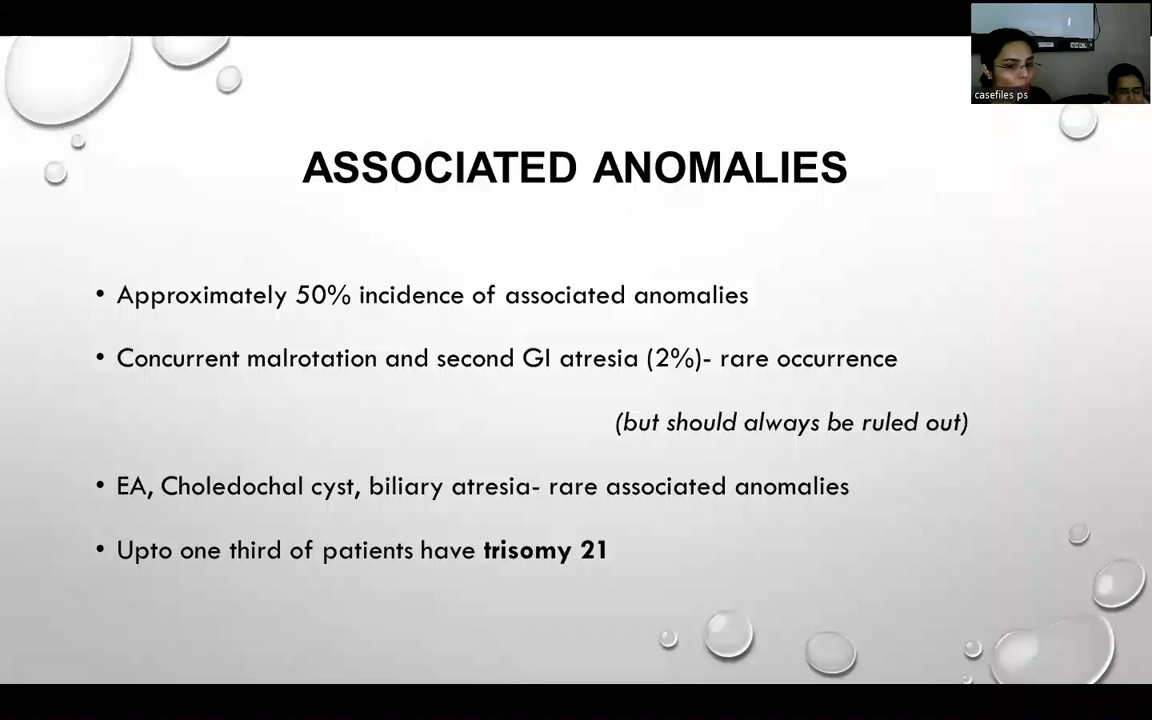 casefiles ps
ASSOCIATED ANOMALIES
• Approximately 50% incidence of associated anomalies
• Concurrent malrotation and second GI atresia (2%)- rare occurrence
(but should always be ruled out)
• EA, Choledochal cyst, biliary atresia- rare associated anomalies
• Upto one third of patients have trisomy 21